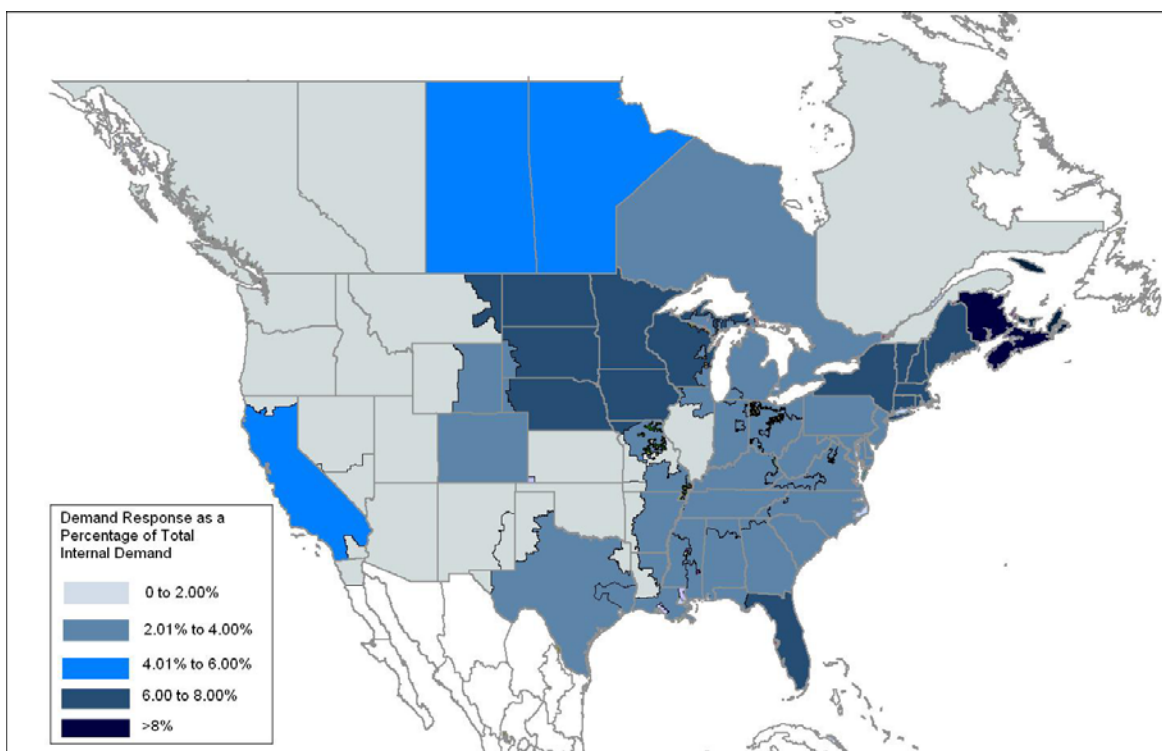 Demand Response as a
Percentage of Total
Internal Demand
0 to 2.00%
2.01% to 4.00%
4.01% to 6.00%
6.00 to 8.00%
>8%